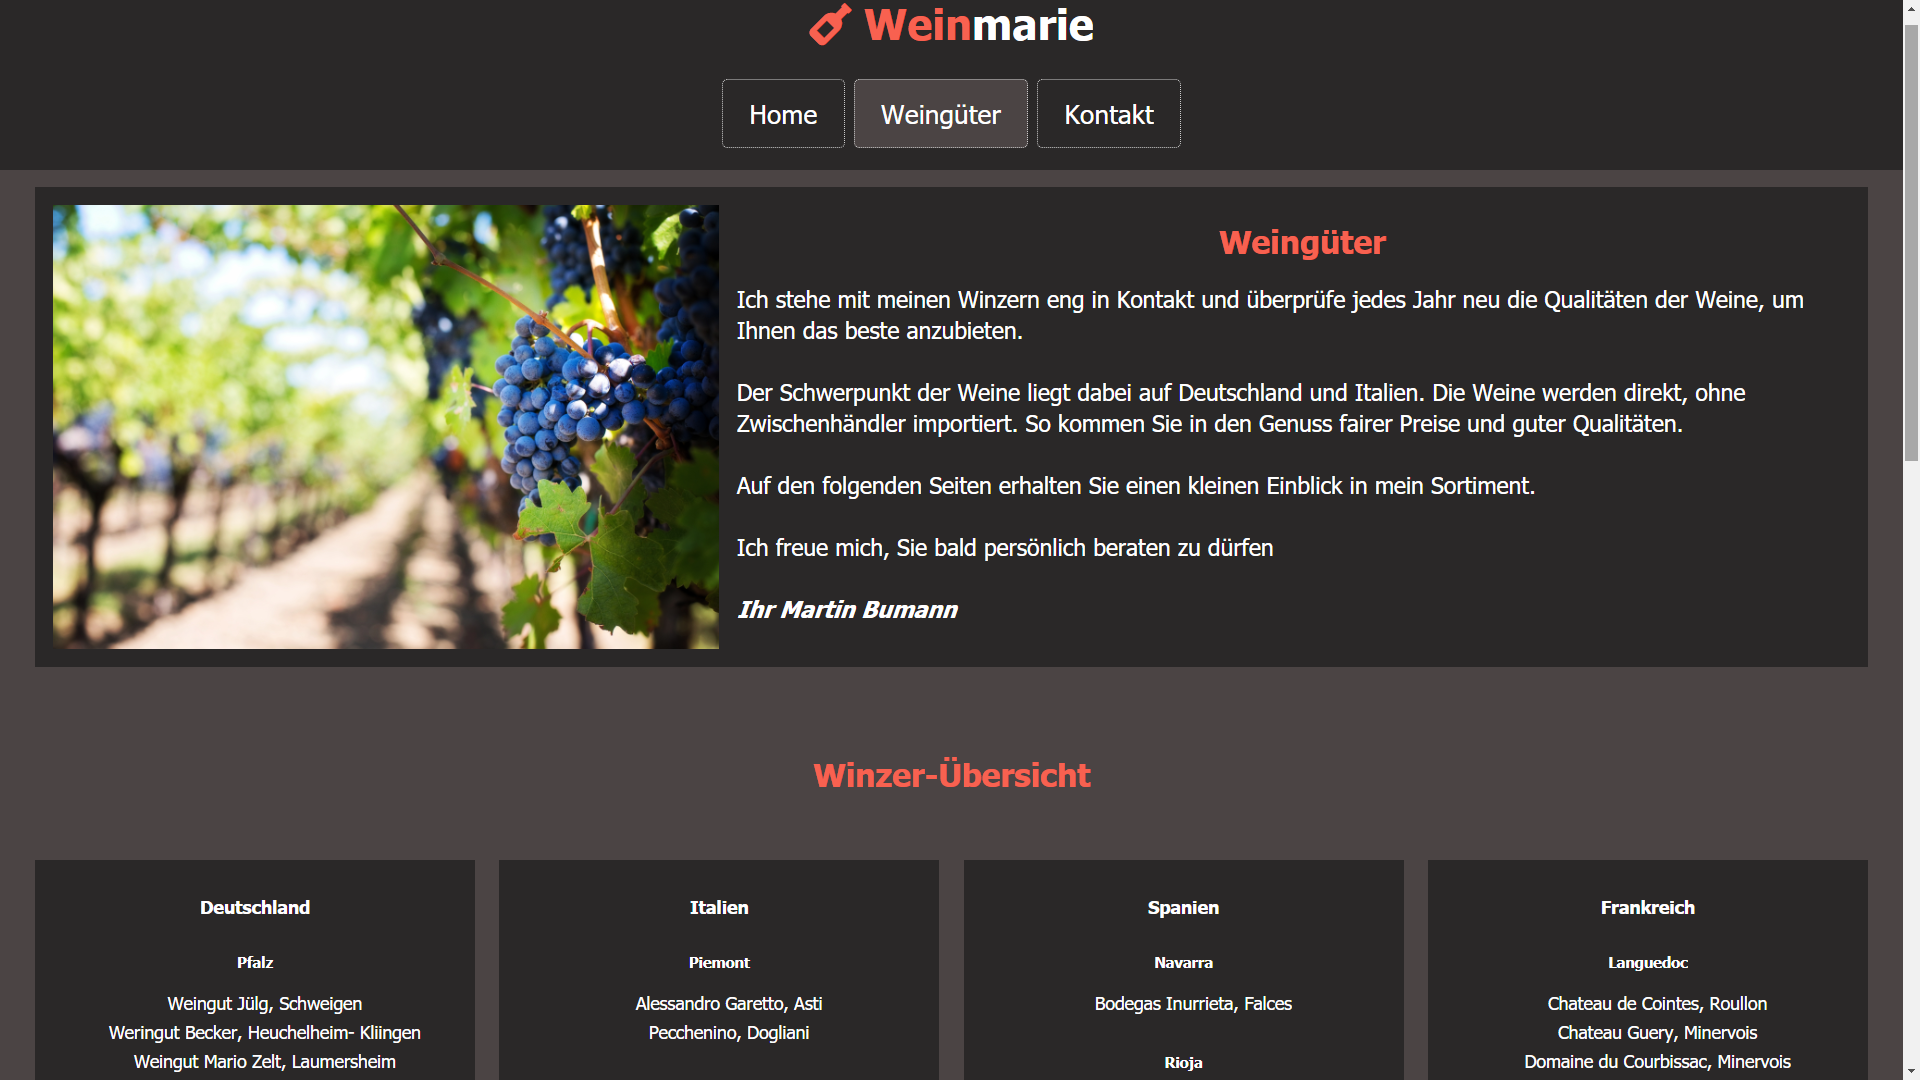 Weinmarie
Home Weingüter Kontakt
Weingüter
Ich stehe mit meinen Winzern eng in Kontakt und überprüfe jedes Jahr neu die Qualitäten der Weine, um
Ihnen das beste anzubieten.
Der Schwerpunkt der Weine liegt dabei auf Deutschland und Italien. Die Weine werden direkt, ohne
Zwischenhändler importiert. So kommen Sie in den Genuss fairer Preise und guter Qualitäten.
Auf den folgenden Seiten erhalten Sie einen kleinen Einblick in mein Sortiment.
Ich freue mich, Sie bald persönlich beraten zu dürfen
Ihr Martin Bumann
Winzer-Übersicht
Deutschland
Pfalz
Weingut Jülg, Schweigen
Weringut Becker, Heuchelheim- Kliingen
Weingut Mario Zelt, Laumersheim
Italien
Piemont
Alessandro Garetto, Asti
Pecchenino, Dogliani
Spanien
Navarra
Bodegas Inurrieta, Falces
Rioja
Frankreich
Languedoc
Chateau de Cointes, Roullon
Chateau Guery, Minervois
Domaine du Courbissac, Minervois